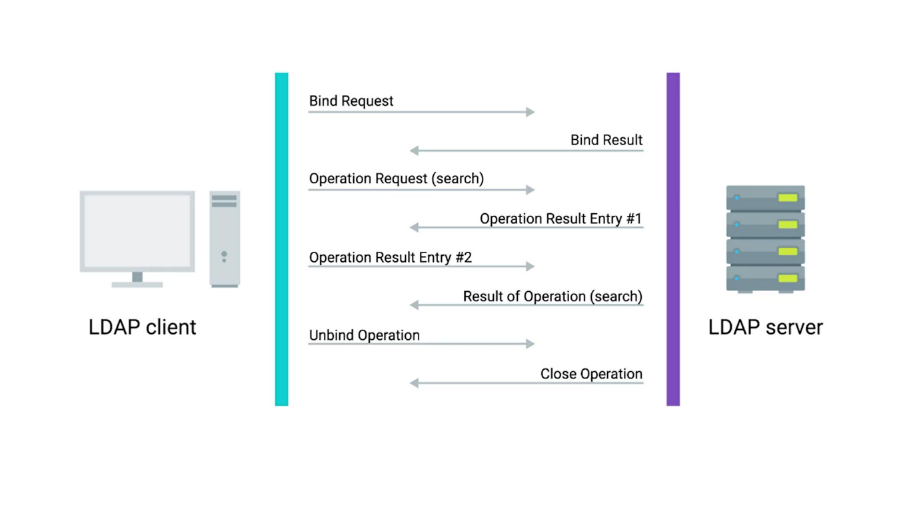 Bind Request
Bind Result
Operation Request (search)
Operation Result Entry #1
Operation Result Entry #2
Result of Operation (search)
Unbind Operation
Close Operation
LDAP client
LDAP server